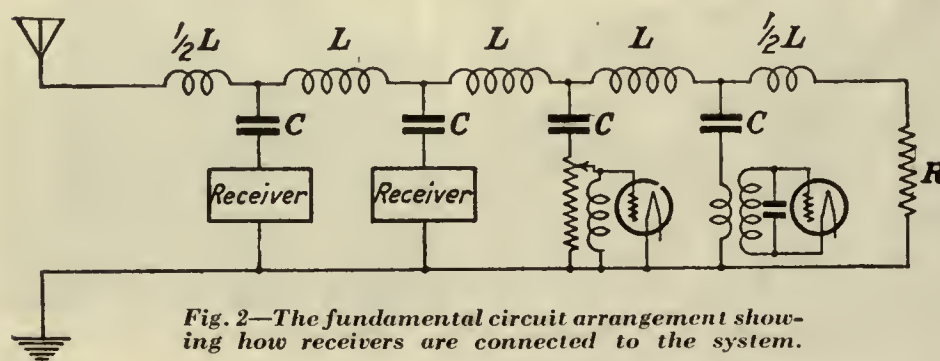 ½L L L L ½L
C C C C
Receiver Receiver R
Fig. 2—The fundamental circuit arrangement show-
ing how receivers are connected to the system.